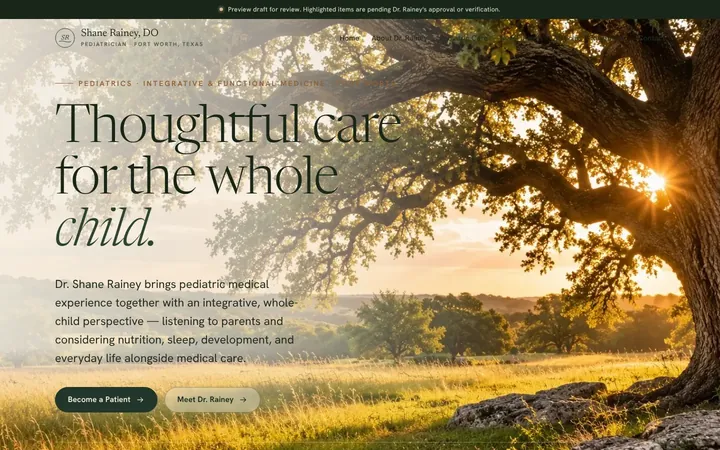 Preview draft for review. Highlighted items are pending Dr. Rainey's approval or verification.
SR
Shane Rainey, DO
PEDIATRICIAN · FORT WORTH, TEXAS
Home
About Dr. Rainey
PEDIATRICS · INTEGRATIVE & FUNCTIONAL MEDICINE
Thoughtful care
for the whole
child.
Dr. Shane Rainey brings pediatric medical
experience together with an integrative, whole-
child perspective — listening to parents and
considering nutrition, sleep, development, and
everyday life alongside medical care.
Become a Patient →
Meet Dr. Rainey →